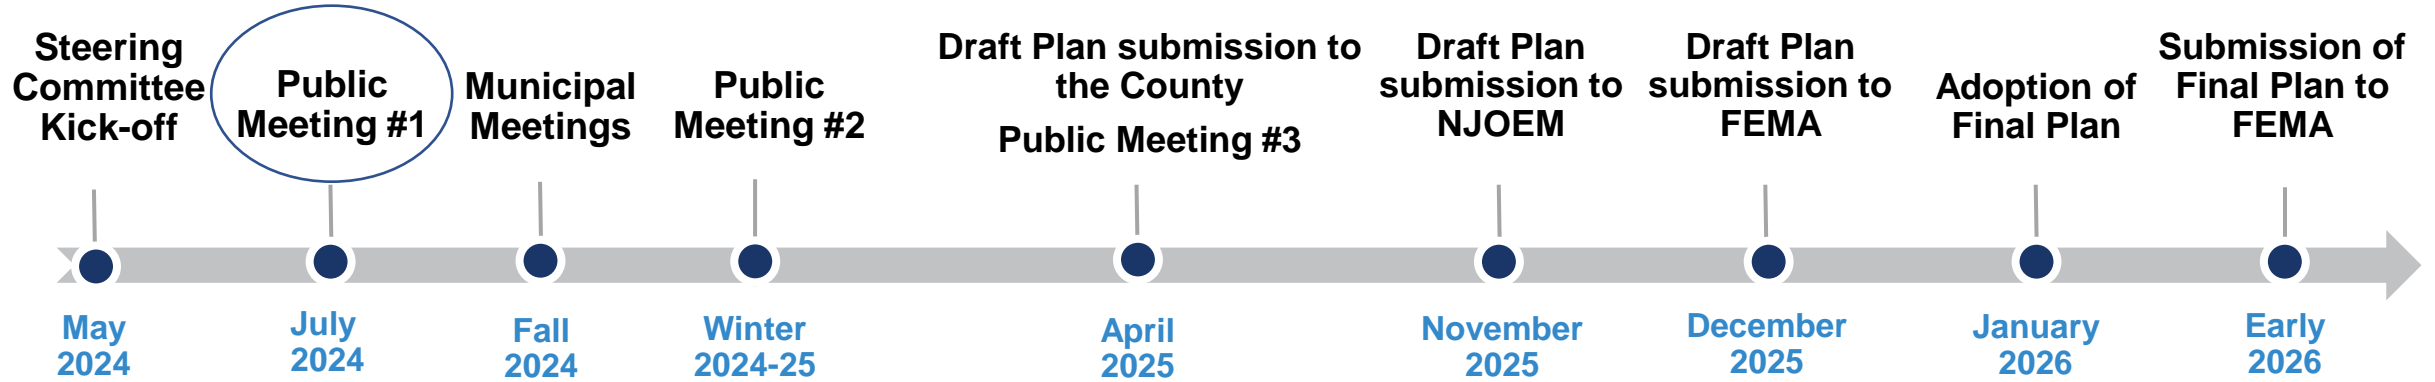 Steering
Committee
Kick-off
Public
Meeting #1
Municipal
Meetings
Public
Meeting #2
Draft Plan submission to
the County
Public Meeting #3
Draft Plan
submission to
NJOEM
Draft Plan
submission to
FEMA
Adoption of
Final Plan
Submission of
Final Plan to
FEMA
May
2024
July
2024
Fall
2024
Winter
2024-25
April
2025
November
2025
December
2025
January
2026
Early
2026